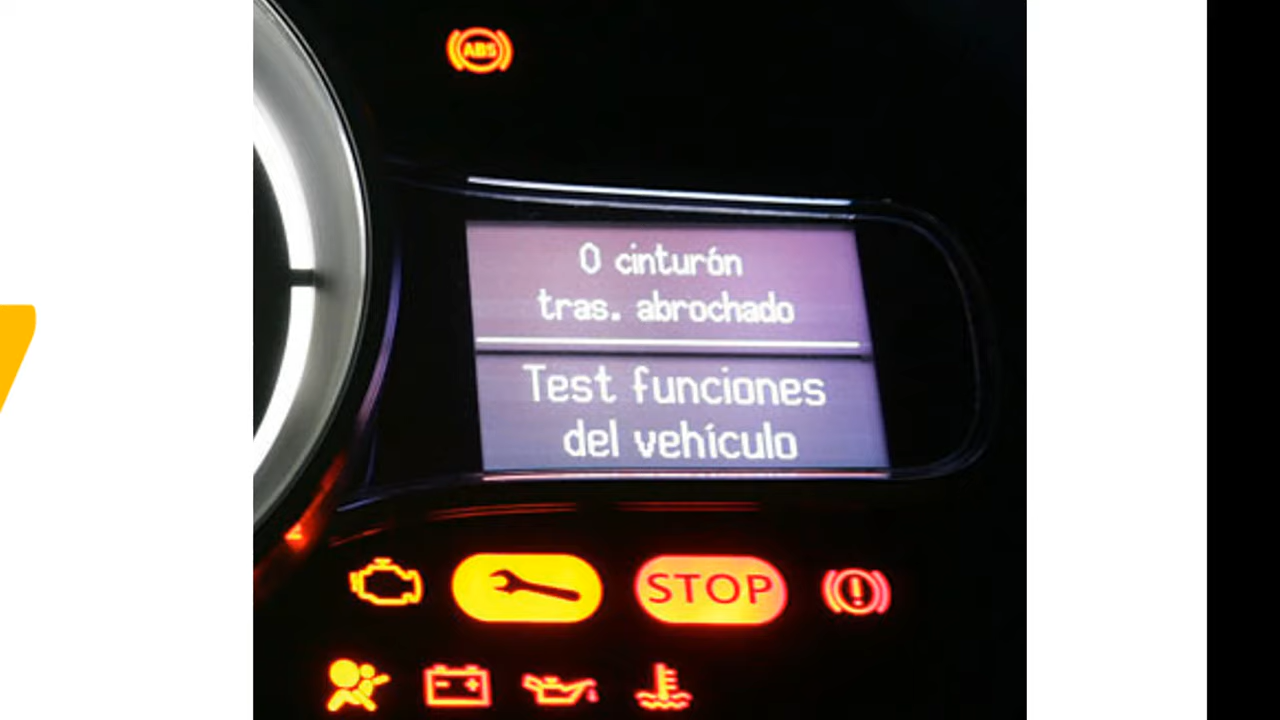 ABS
0 cinturón
tras. abrochado
Test funciones
del vehículo
STOP